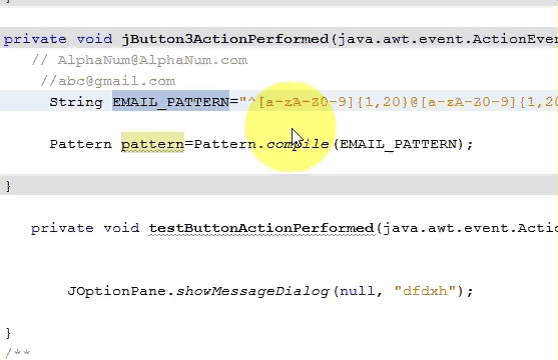 }
private void jButton3ActionPerformed(java.awt.event.ActionEve
// AlphaNum@AlphaNum.com
//abc@gmail.com
String EMAIL_PATTERN="^[a-zA-Z0-9]{1,20}@[a-zA-Z0-9]{1,20
Pattern pattern=Pattern.compile(EMAIL_PATTERN);
}
private void testButtonActionPerformed(java.awt.event.Actio
JOptionPane.showMessageDialog(null, "dfdxh");
}
/**